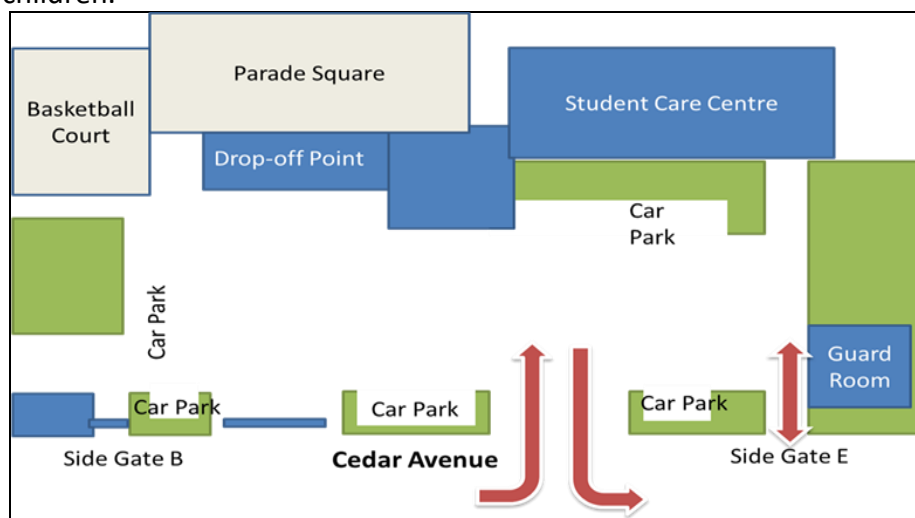 children.
Parade Square
Basketball
Court
Student Care Centre
Drop-off Point
Car
Park
Car Park
Guard
Room
Car Park
Car Park
Car Park
Side Gate B
Cedar Avenue
Side Gate E